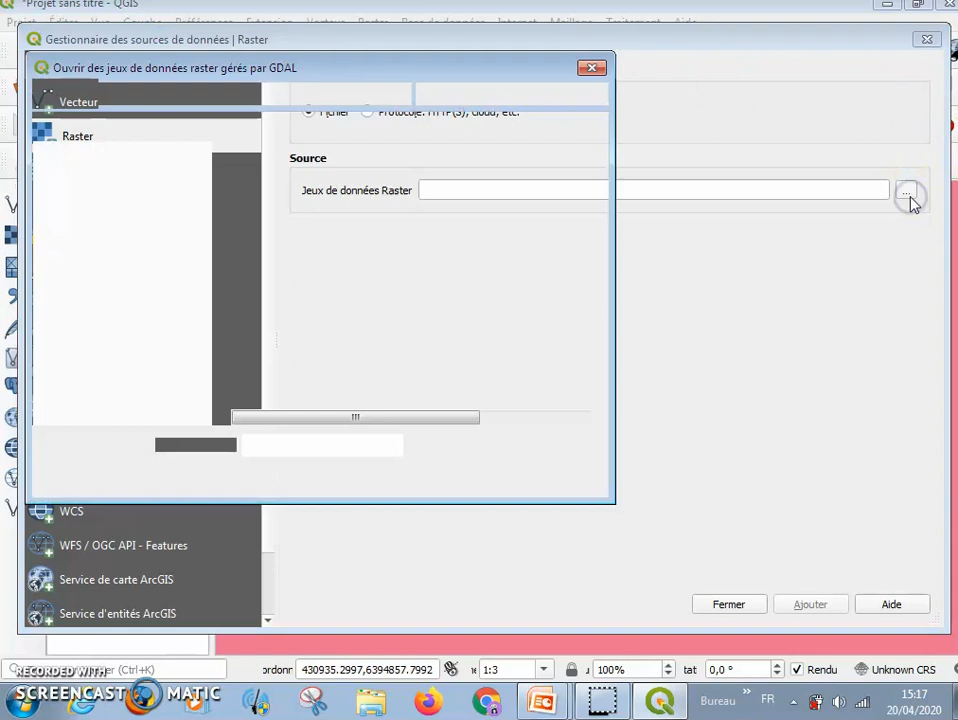 *Projet sans titre - QGIS
Gestionnaire des sources de données | Raster
Ouvrir des jeux de données raster gérés par GDAL
Vecteur
Fichier Protocole: HTTP(S), cloud, etc.
Raster
Source
Jeux de données Raster
...
WCS
WFS / OGC API - Features
Service de carte ArcGIS
Service d'entités ArcGIS
Fermer Ajouter Aide
(Ctrl+K) ordonn 430935.2997,6394857.7992 1:3 100% tat 0,0 ° Rendu Unknown CRS
RECORDED WITH
SCREENCAST MATIC
Bureau » FR 15:17
20/04/2020